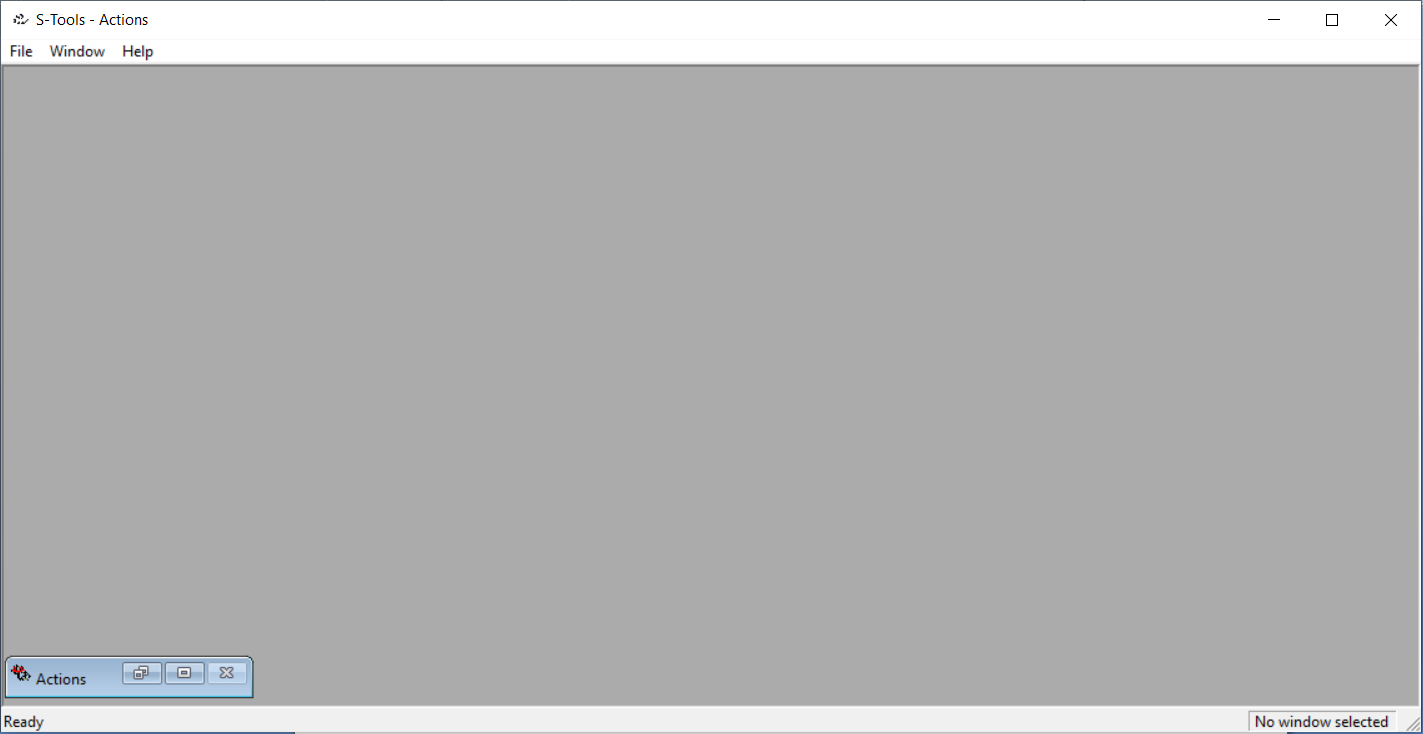 S-Tools - Actions
File Window Help
Actions
Ready No window selected